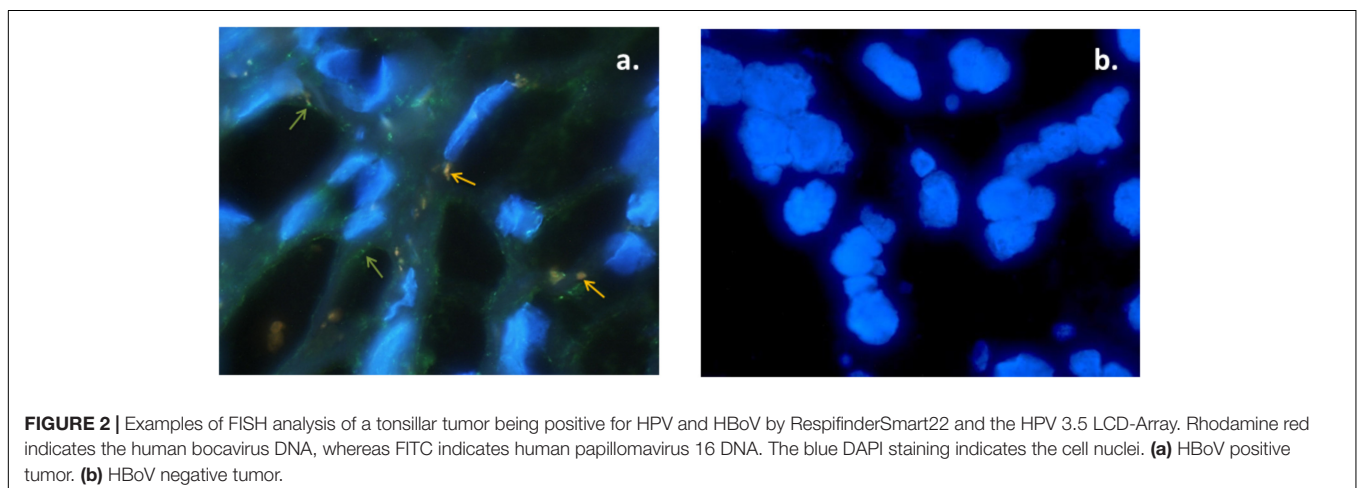 a.
b.
FIGURE 2 | Examples of FISH analysis of a tonsillar tumor being positive for HPV and HBoV by RespifinderSmart22 and the HPV 3.5 LCD-Array. Rhodamine red
indicates the human bocavirus DNA, whereas FITC indicates human papillomavirus 16 DNA. The blue DAPI staining indicates the cell nuclei. (a) HBoV positive
tumor. (b) HBoV negative tumor.